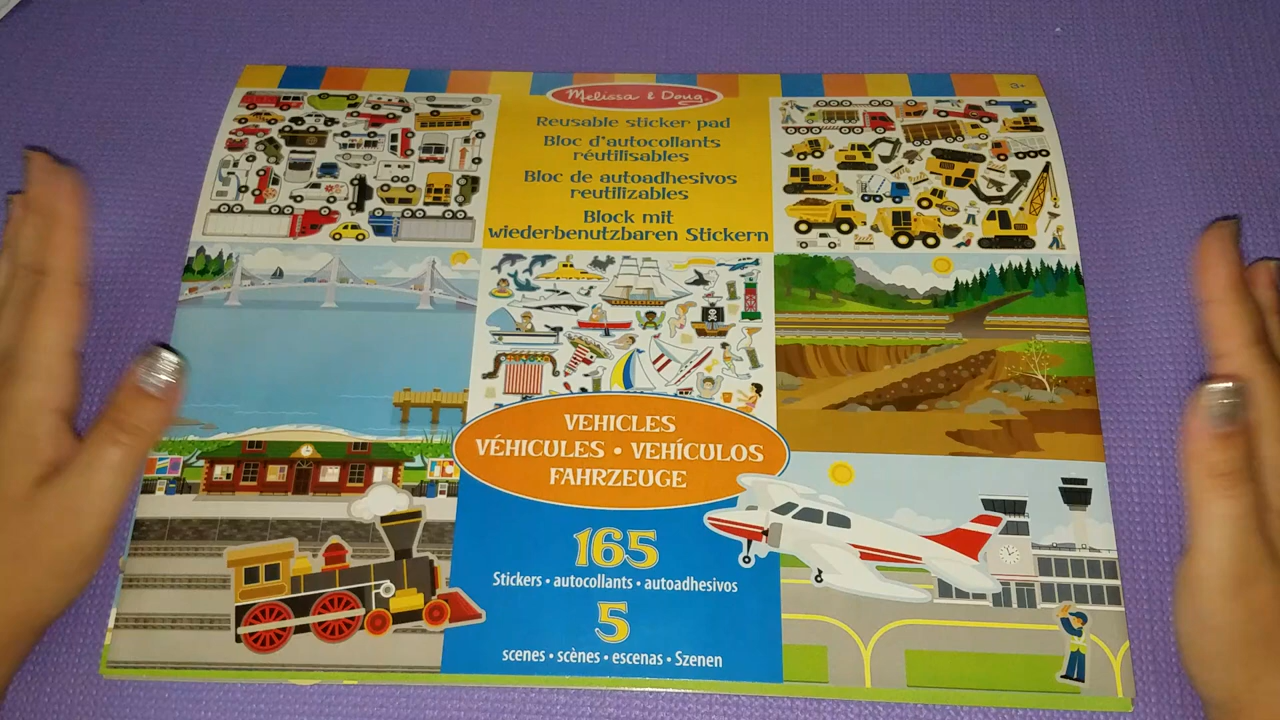 Melissa & Doug
3+
Reusable sticker pad
Bloc d'autocollants
réutilisables
Bloc de autoadhesivos
reutilizables
Block mit
wiederbenutzbaren Stickern
VEHICLES
VÉHICULES • VEHÍCULOS
FAHRZEUGE
165
Stickers • autocollants • autoadhesivos
5
scenes • scènes • escenas • Szenen